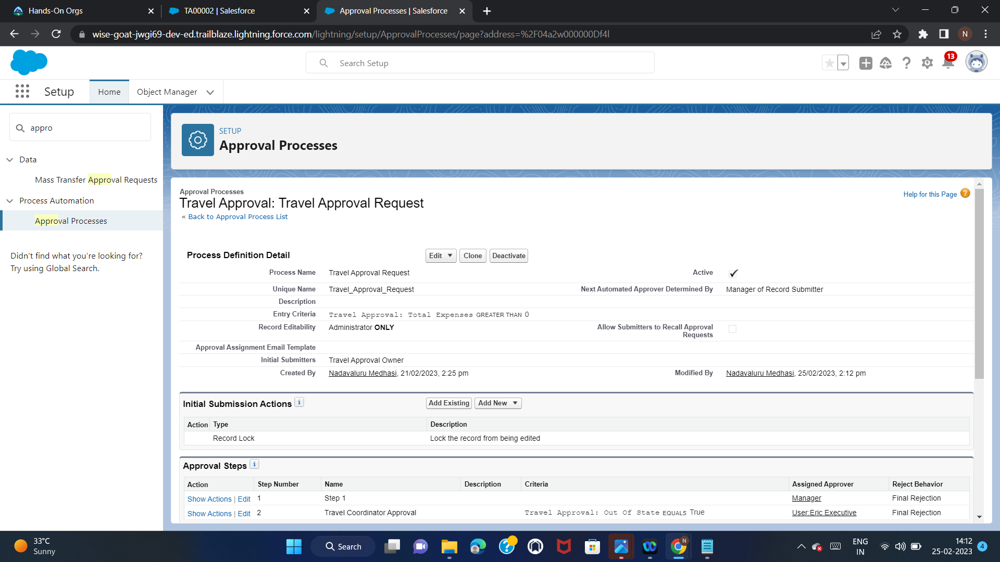 Hands-On Orgs
TA00002 | Salesforce
Approval Processes | Salesforce
wise-goat-jwgi69-dev-ed.trailblaze.lightning.force.com/lightning/setup/ApprovalProcesses/page?address=%2F04a2w000000Df4l
N
Search Setup
13
Setup
Home
Object Manager
appro
Data
Mass Transfer Approval Requests
Process Automation
Approval Processes
Didn't find what you're looking for?
Try using Global Search.
SETUP
Approval Processes
Approval Processes
Travel Approval: Travel Approval Request
« Back to Approval Process List
Help for this Page ?
Process Definition Detail
Edit
Clone
Deactivate
Process Name Travel Approval Request Active
Unique Name Travel_Approval_Request Next Automated Approver Determined By Manager of Record Submitter
Description
Entry Criteria Travel Approval: Total Expenses GREATER THAN 0
Record Editability Administrator ONLY Allow Submitters to Recall Approval
Requests
Approval Assignment Email Template
Initial Submitters Travel Approval Owner
Created By Nadavaluru Medhasi, 21/02/2023, 2:25 pm Modified By Nadavaluru Medhasi, 25/02/2023, 2:12 pm
Initial Submission Actions i
Add Existing
Add New
Action Type Description
Record Lock Lock the record from being edited
Approval Steps i
Action Step Number Name Description Criteria Assigned Approver Reject Behavior
Show Actions | Edit 1 Step 1 Manager Final Rejection
Show Actions | Edit 2 Travel Coordinator Approval Travel Approval: Out Of State EQUALS True User:Eric Executive Final Rejection
33°C
Sunny
Search
N
ENG
IN
14:12
25-02-2023
4